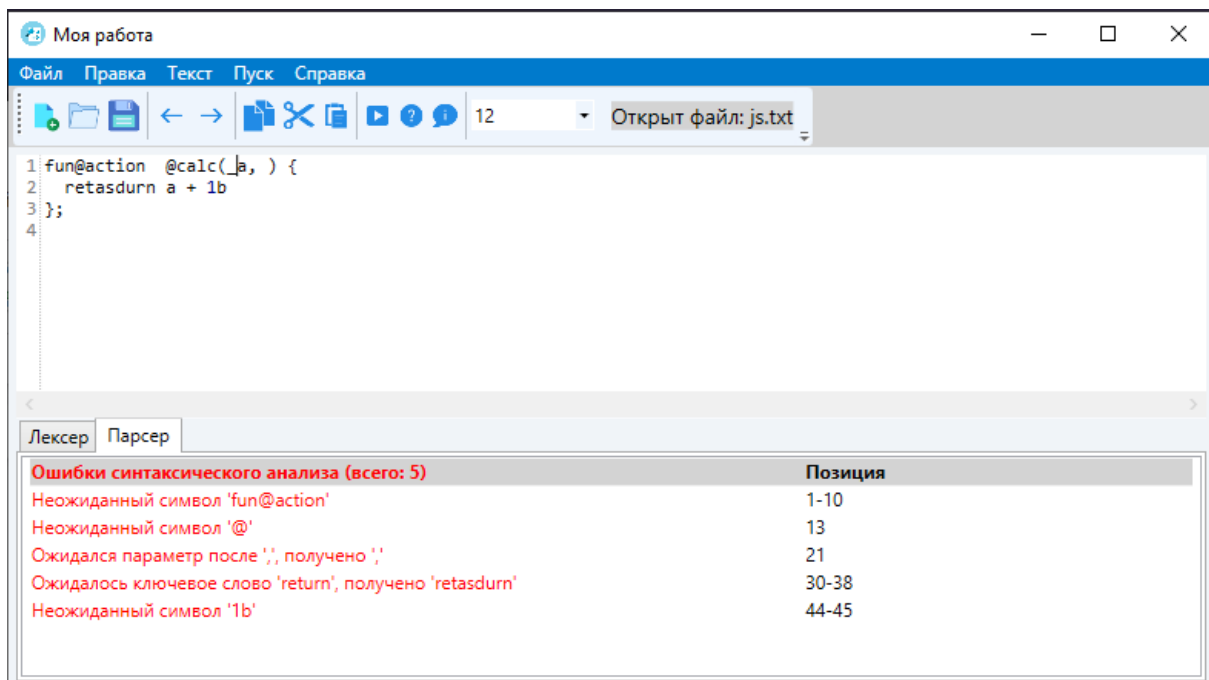 Моя работа
Файл Правка Текст Пуск Справка
12 Открыт файл: js.txt
1 fun@action  @calc(_a, ) {
2   retasdurn a + 1b
3 };
4
Лексер Парсер
Ошибки синтаксического анализа (всего: 5) Позиция
Неожиданный символ 'fun@action' 1-10
Неожиданный символ '@' 13
Ожидался параметр после ',', получено ',' 21
Ожидалось ключевое слово 'return', получено 'retasdurn' 30-38
Неожиданный символ '1b' 44-45